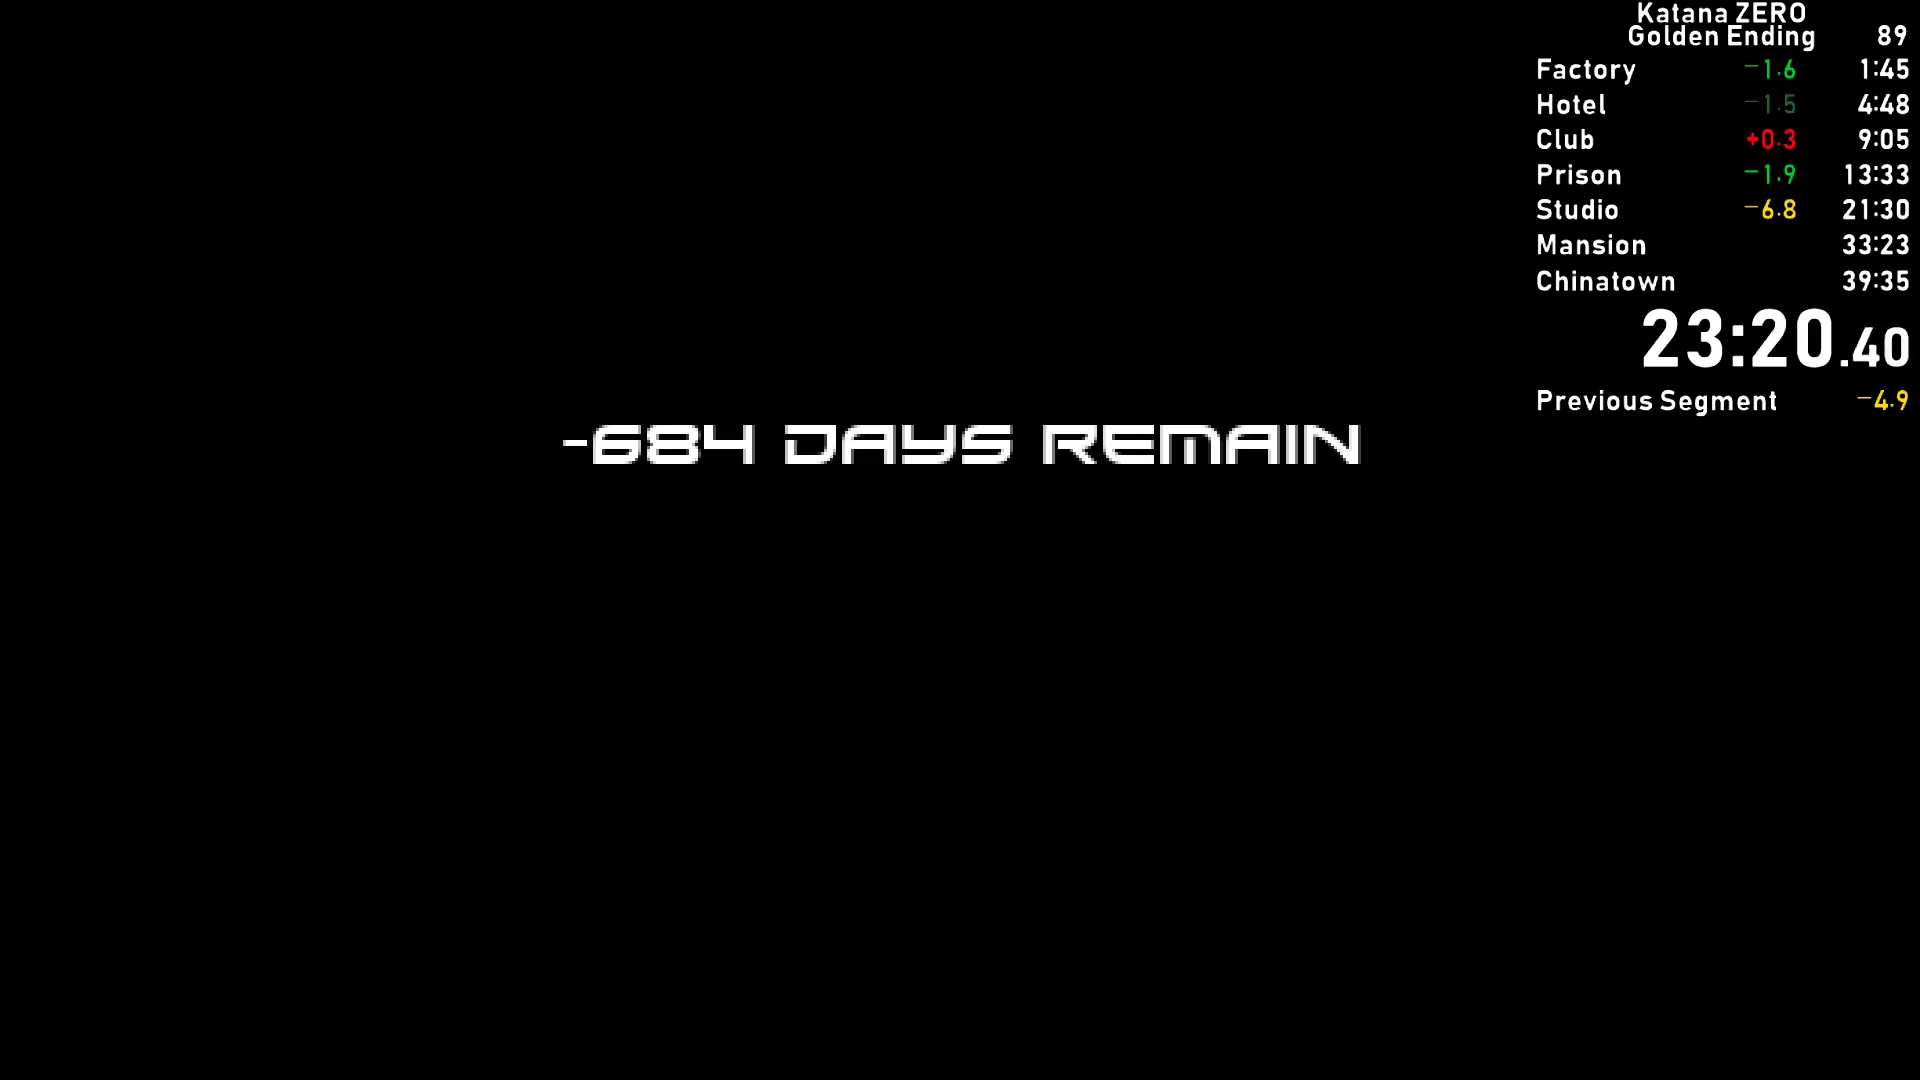 Katana ZERO
Golden Ending 89
Factory −1.6 1:45
Hotel −1.5 4:48
Club +0.3 9:05
Prison −1.9 13:33
Studio −6.8 21:30
Mansion 33:23
Chinatown 39:35
23:20.40
Previous Segment −4.9
-684 DAYS REMAIN